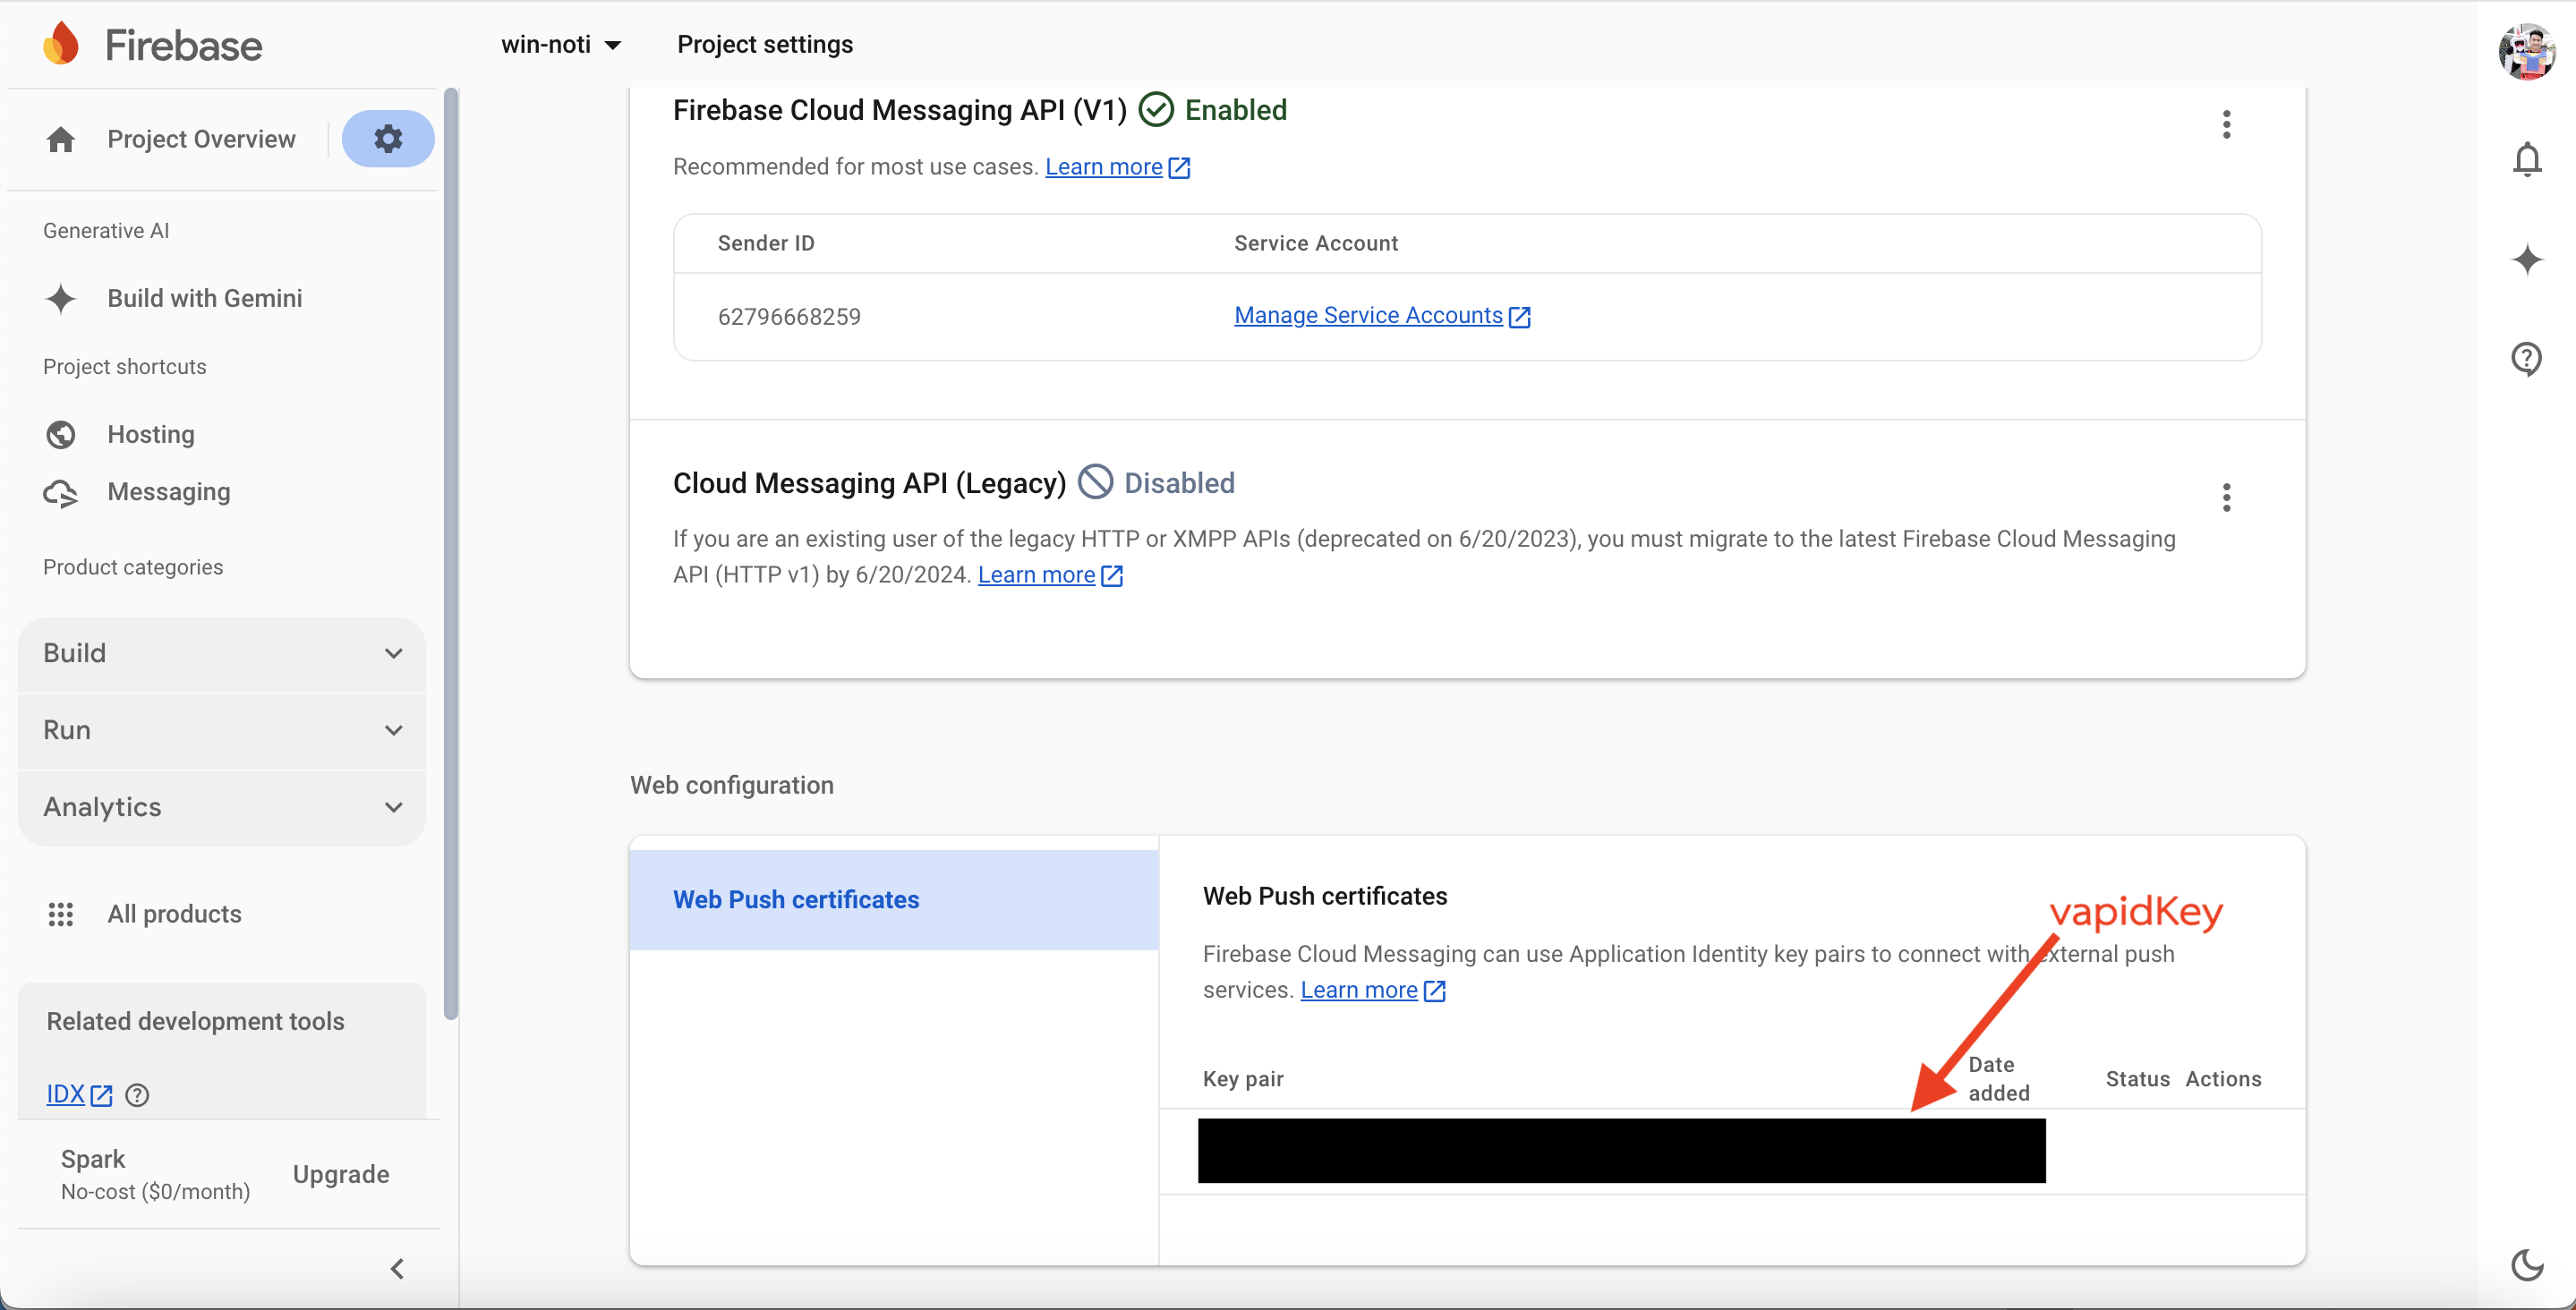 Firebase
win-noti
Project settings
Project Overview
Generative AI
Build with Gemini
Project shortcuts
Hosting
Messaging
Product categories
Build
Run
Analytics
All products
Related development tools
IDX
Spark
No-cost ($0/month)
Upgrade
Firebase Cloud Messaging API (V1) Enabled
Recommended for most use cases. Learn more
Sender ID Service Account
62796668259 Manage Service Accounts
Cloud Messaging API (Legacy) Disabled
If you are an existing user of the legacy HTTP or XMPP APIs (deprecated on 6/20/2023), you must migrate to the latest Firebase Cloud Messaging
API (HTTP v1) by 6/20/2024. Learn more
Web configuration
Web Push certificates
Web Push certificates
vapidKey
Firebase Cloud Messaging can use Application Identity key pairs to connect with external push
services. Learn more
Key pair Date added Status Actions